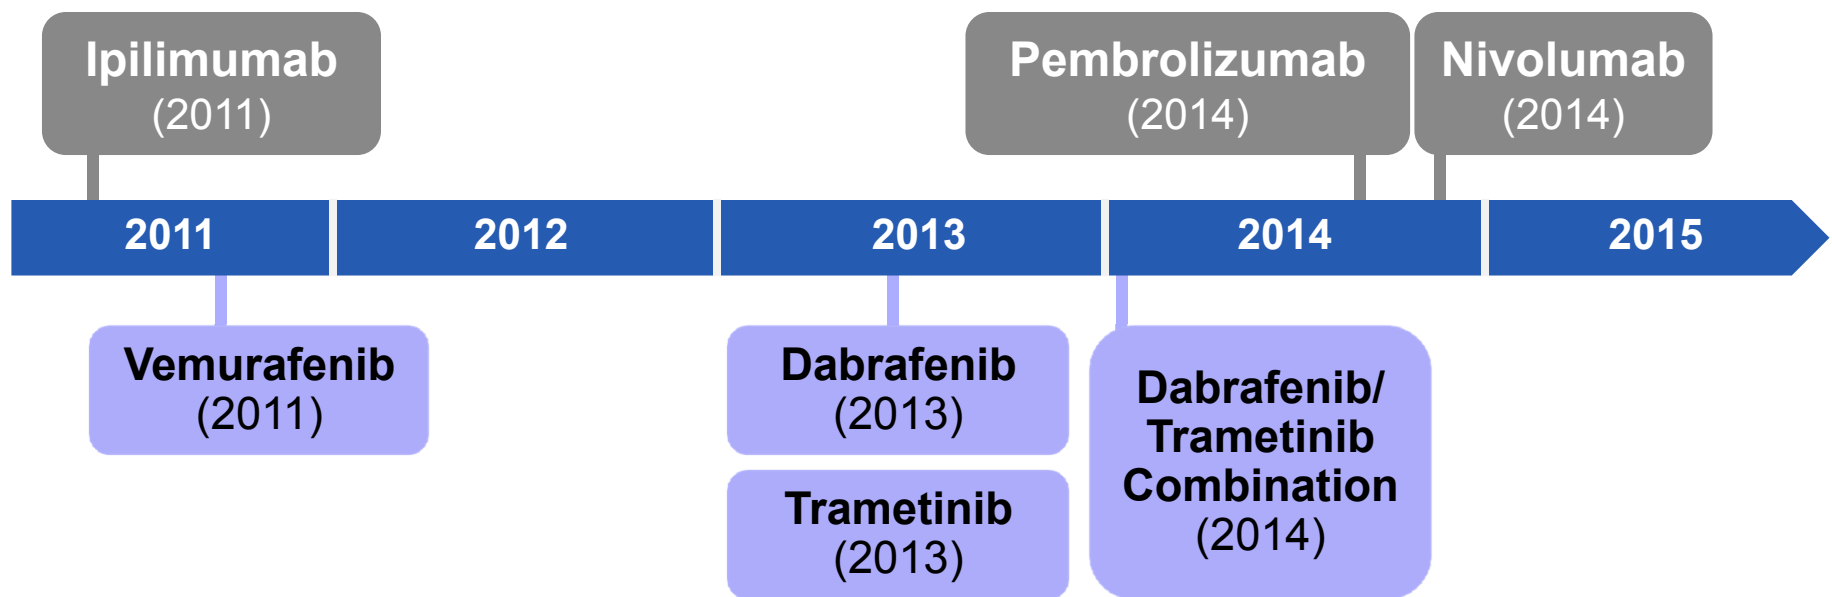 Ipilimumab
(2011)
Pembrolizumab
(2014)
Nivolumab
(2014)
2011
2012
2013
2014
2015
Vemurafenib
(2011)
Dabrafenib
(2013)
Trametinib
(2013)
Dabrafenib/
Trametinib
Combination
(2014)